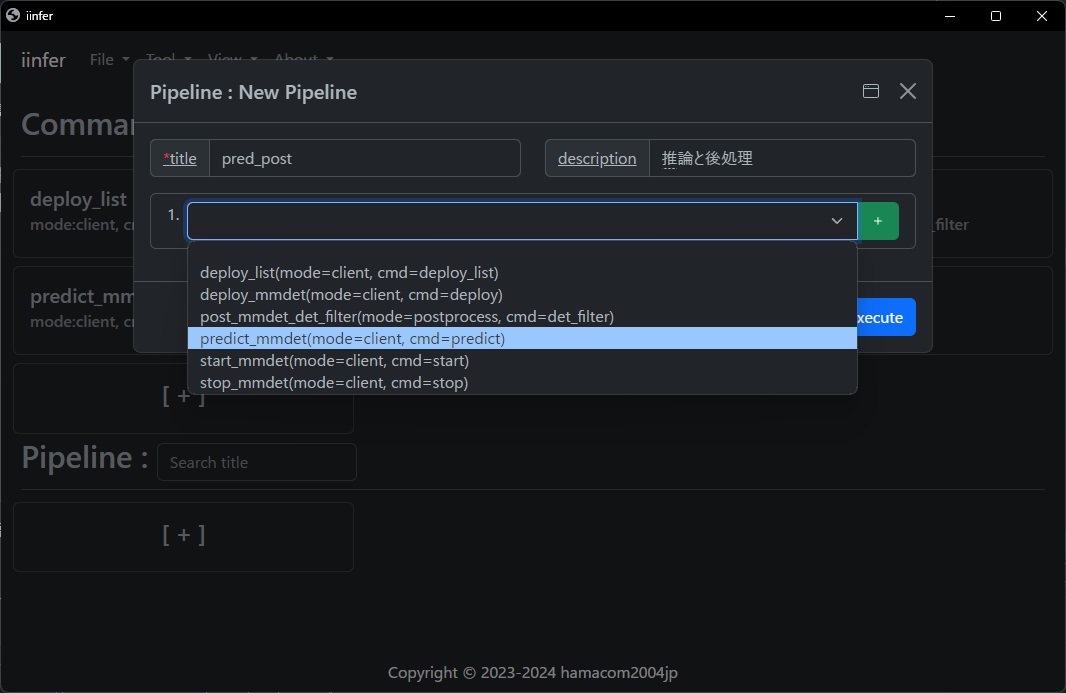 iinfer
iinfer File Tool View About
Pipeline : New Pipeline
Comman
*title pred_post description 推論と後処理
deploy_list
mode:client, cr
_filter
1. +
deploy_list(mode=client, cmd=deploy_list)
deploy_mmdet(mode=client, cmd=deploy)
post_mmdet_det_filter(mode=postprocess, cmd=det_filter)
predict_mmdet(mode=client, cmd=predict)
start_mmdet(mode=client, cmd=start)
stop_mmdet(mode=client, cmd=stop)
predict_mm
mode:client, cr
xecute
[ + ]
Pipeline : Search title
[ + ]
Copyright © 2023-2024 hamacom2004jp